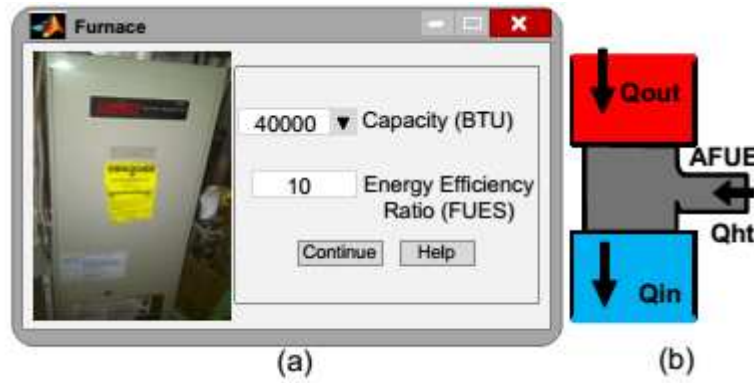 Furnace
40000
Capacity (BTU)
10
Energy Efficiency
Ratio (FUES)
Continue
Help
(a)
Qout
AFUE
Qht
Qin
(b)